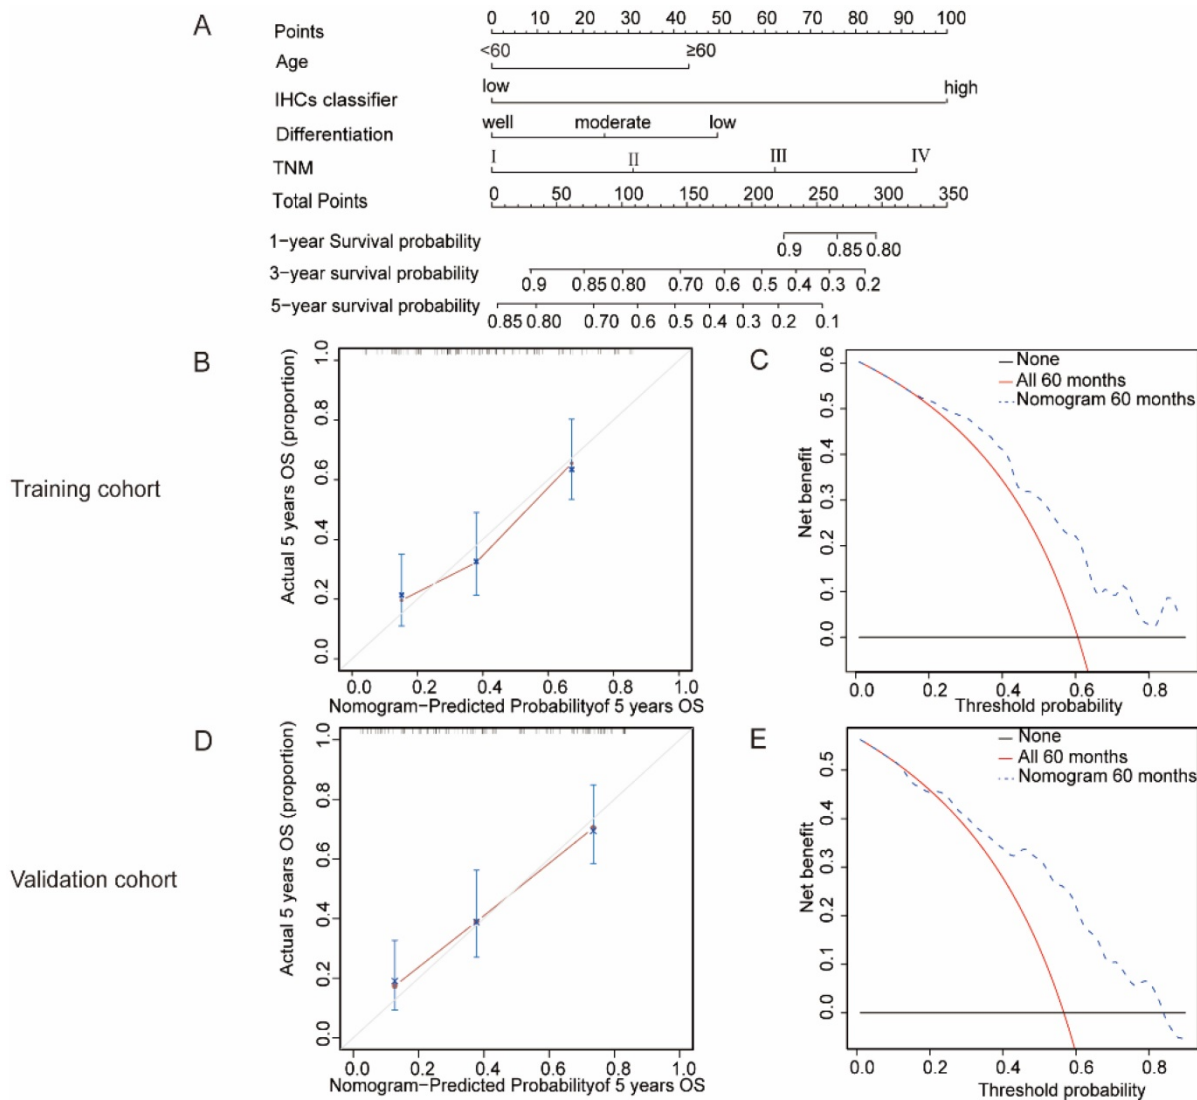 A
Points 0 10 20 30 40 50 60 70 80 90 100
Age <60 ≥60
IHCs classifier low high
Differentiation well moderate low
TNM I II III IV
Total Points 0 50 100 150 200 250 300 350
1−year Survival probability 0.9 0.85 0.80
3−year survival probability 0.9 0.85 0.80 0.70 0.6 0.5 0.4 0.3 0.2
5−year survival probability 0.85 0.80 0.70 0.6 0.5 0.4 0.3 0.2 0.1
Training cohort
B
Actual 5 years OS (proportion)
0.0 0.2 0.4 0.6 0.8 1.0
0.0 0.2 0.4 0.6 0.8 1.0
Nomogram−Predicted Probabilityof 5 years OS
C
None
All 60 months
Nomogram 60 months
Net benefit
0.0 0.1 0.2 0.3 0.4 0.5 0.6
0.0 0.2 0.4 0.6 0.8
Threshold probability
Validation cohort
D
Actual 5 years OS (proportion)
0.0 0.2 0.4 0.6 0.8 1.0
0.0 0.2 0.4 0.6 0.8 1.0
Nomogram−Predicted Probabilityof 5 years OS
E
None
All 60 months
Nomogram 60 months
Net benefit
0.0 0.1 0.2 0.3 0.4 0.5
0.0 0.2 0.4 0.6 0.8
Threshold probability